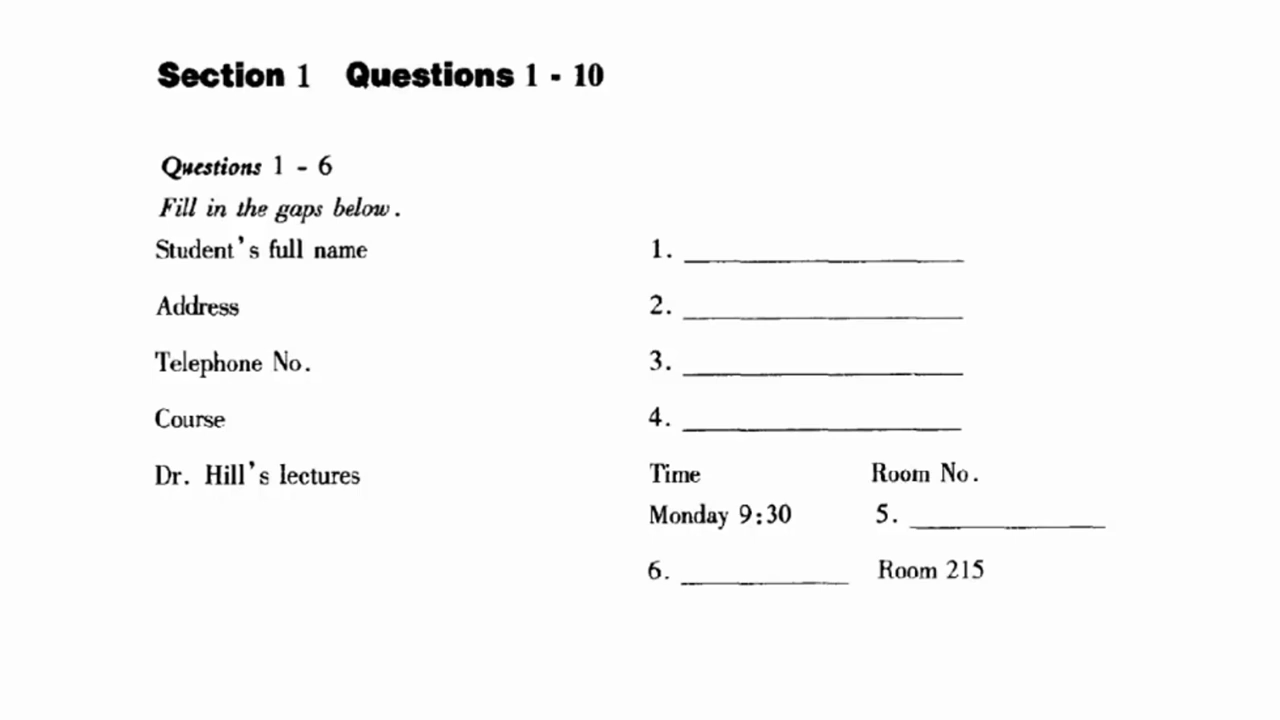 Section 1 Questions 1 - 10
Questions 1 - 6
Fill in the gaps below.
Student's full name 1. ____________________
Address 2. ____________________
Telephone No. 3. ____________________
Course 4. ____________________
Dr. Hill's lectures Time Room No.
Monday 9:30 5. ______________
6. ____________ Room 215